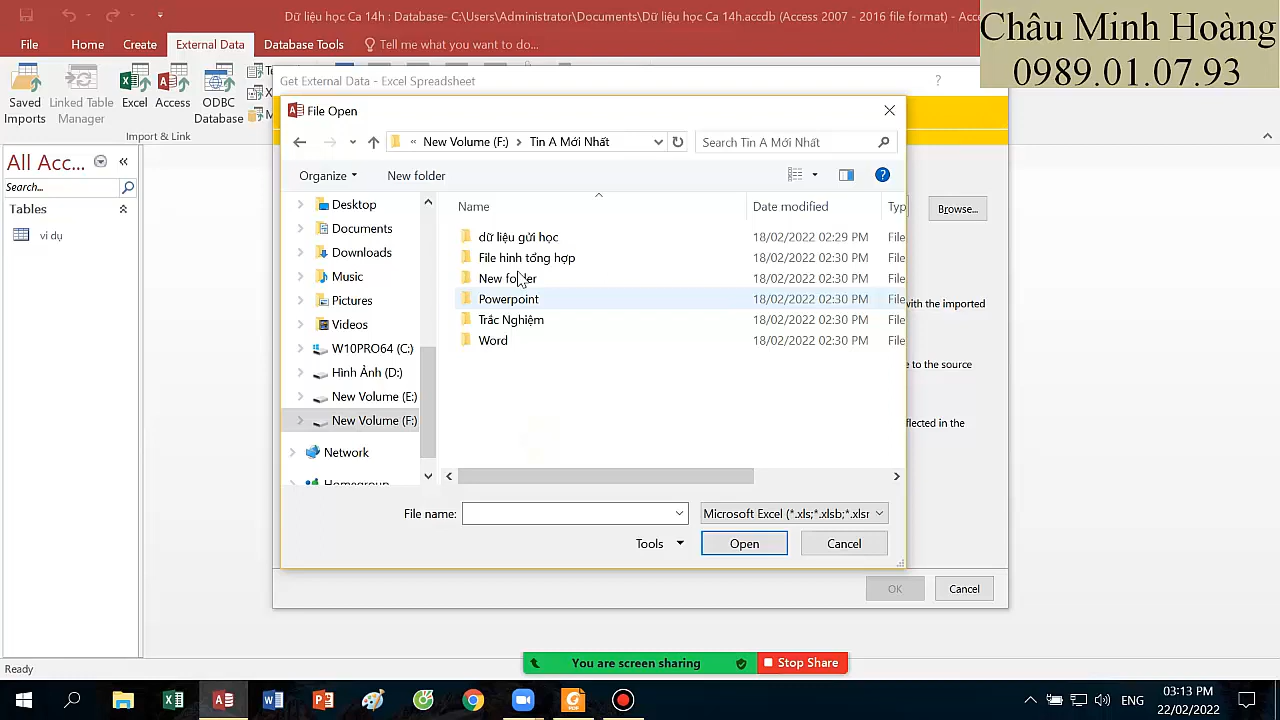 Dữ liệu học Ca 14h : Database- C:\Users\Administrator\Documents\Dữ liệu học Ca 14h.accdb (Access 2007 - 2016 file format) - Acce
Châu Minh Hoàng
0989.01.07.93
File Home Create External Data Database Tools Tell me what you want to do...
Saved Imports
Linked Table Manager
Excel
Access
ODBC Database
Import & Link
Get External Data - Excel Spreadsheet ?
File Open
« New Volume (F:) › Tin A Mới Nhất
Search Tin A Mới Nhất
Organize New folder
All Acc...
Search...
Tables
ví dụ
Desktop
Documents
Downloads
Music
Pictures
Videos
W10PRO64 (C:)
Hình Ảnh (D:)
New Volume (E:)
New Volume (F:)
Network
Homegroup
Name Date modified Typ
dữ liệu gửi học 18/02/2022 02:29 PM File
File hình tổng hợp 18/02/2022 02:30 PM File
New folder 18/02/2022 02:30 PM File
Powerpoint 18/02/2022 02:30 PM File
Trắc Nghiệm 18/02/2022 02:30 PM File
Word 18/02/2022 02:30 PM File
Browse...
with the imported
e to the source
flected in the
File name: Microsoft Excel (*.xls;*.xlsb;*.xlsr
Tools Open Cancel
OK Cancel
You are screen sharing Stop Share
Ready
ENG
03:13 PM
22/02/2022